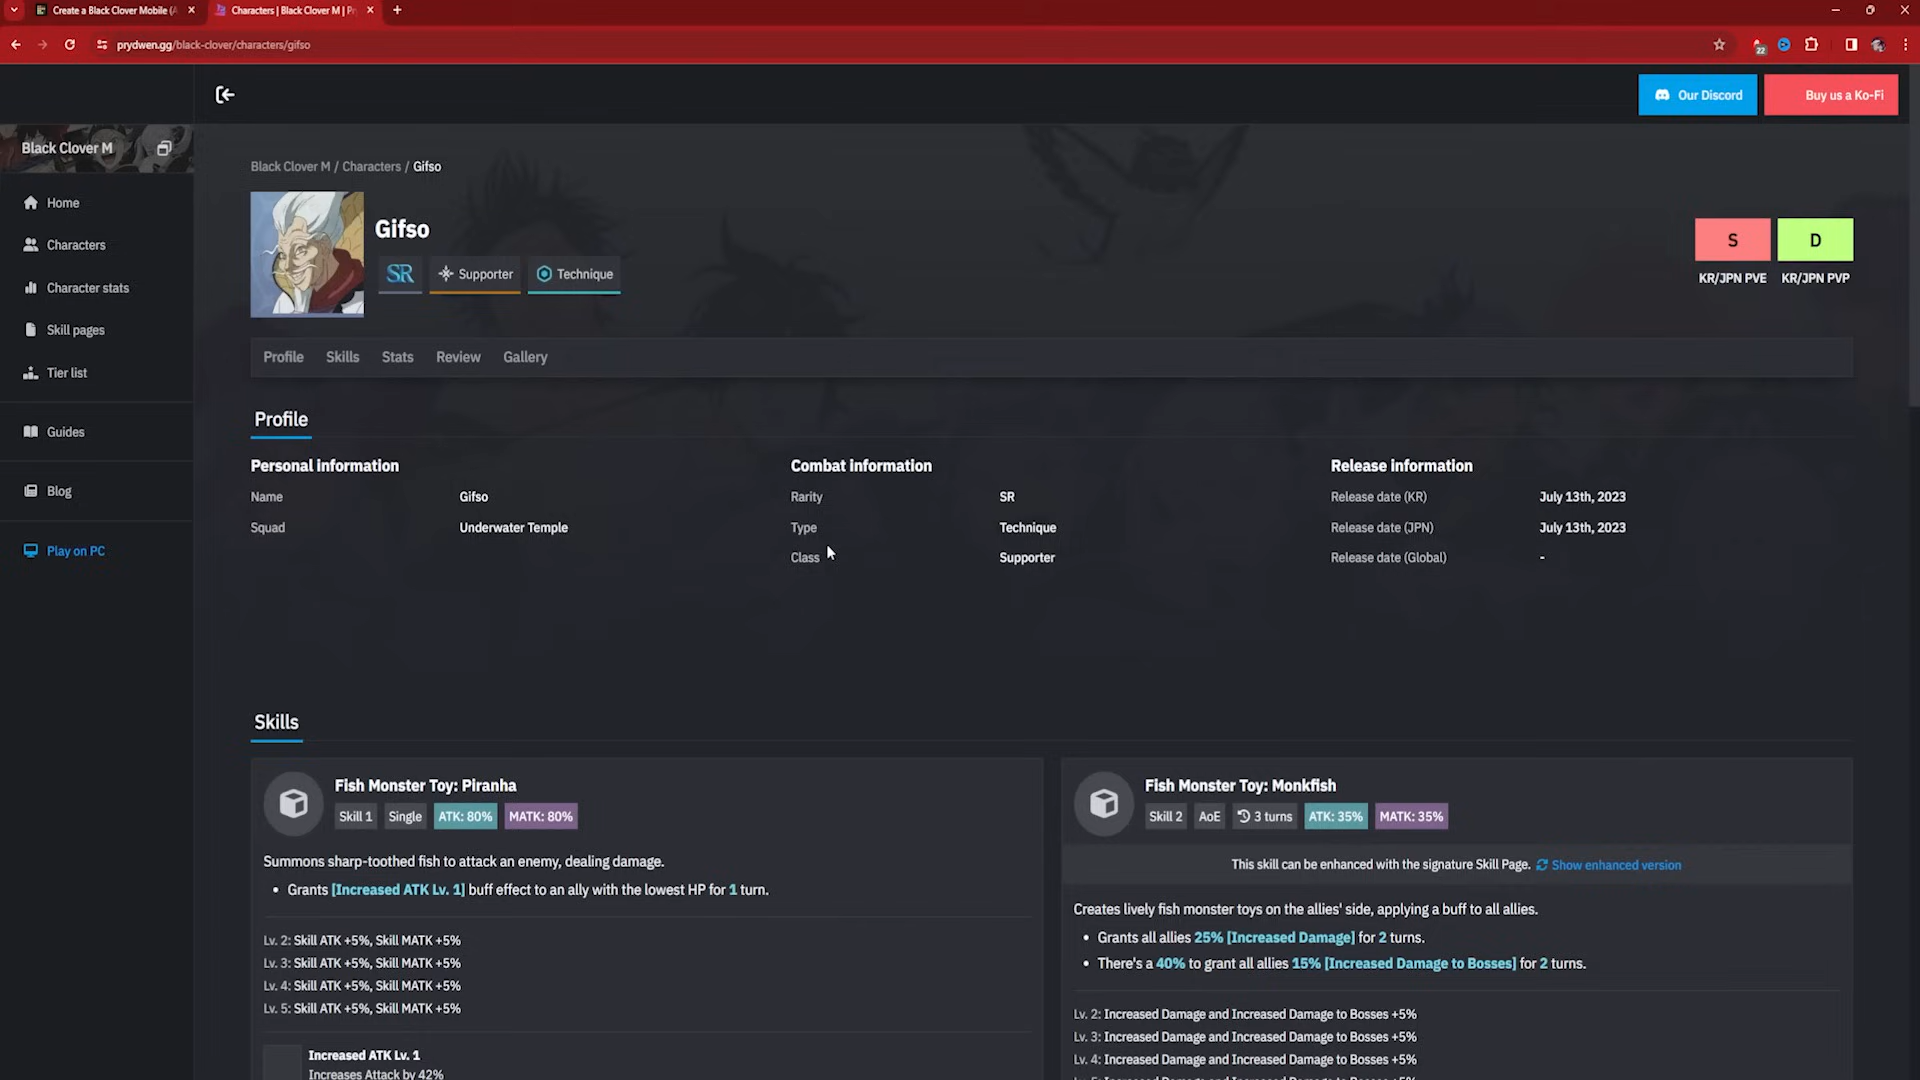 Create a Black Clover Mobile (A
Characters | Black Clover M | Pr
prydwen.gg/black-clover/characters/gifso
22
Our Discord
Buy us a Ko-Fi
Black Clover M
Home
Characters
Character stats
Skill pages
Tier list
Guides
Blog
Play on PC
Black Clover M / Characters / Gifso
Gifso
SR
Supporter
Technique
S
D
KR/JPN PVE
KR/JPN PVP
Profile
Skills
Stats
Review
Gallery
Profile
Personal information
Name
Gifso
Squad
Underwater Temple
Combat information
Rarity
SR
Type
Technique
Class
Supporter
Release information
Release date (KR)
July 13th, 2023
Release date (JPN)
July 13th, 2023
Release date (Global)
-
Skills
Fish Monster Toy: Piranha
Skill 1
Single
ATK: 80%
MATK: 80%
Summons sharp-toothed fish to attack an enemy, dealing damage.
• Grants [Increased ATK Lv. 1] buff effect to an ally with the lowest HP for 1 turn.
Lv. 2: Skill ATK +5%, Skill MATK +5%
Lv. 3: Skill ATK +5%, Skill MATK +5%
Lv. 4: Skill ATK +5%, Skill MATK +5%
Lv. 5: Skill ATK +5%, Skill MATK +5%
Increased ATK Lv. 1
Increases Attack by 42%
Fish Monster Toy: Monkfish
Skill 2
AoE
3 turns
ATK: 35%
MATK: 35%
This skill can be enhanced with the signature Skill Page. Show enhanced version
Creates lively fish monster toys on the allies' side, applying a buff to all allies.
• Grants all allies 25% [Increased Damage] for 2 turns.
• There's a 40% to grant all allies 15% [Increased Damage to Bosses] for 2 turns.
Lv. 2: Increased Damage and Increased Damage to Bosses +5%
Lv. 3: Increased Damage and Increased Damage to Bosses +5%
Lv. 4: Increased Damage and Increased Damage to Bosses +5%